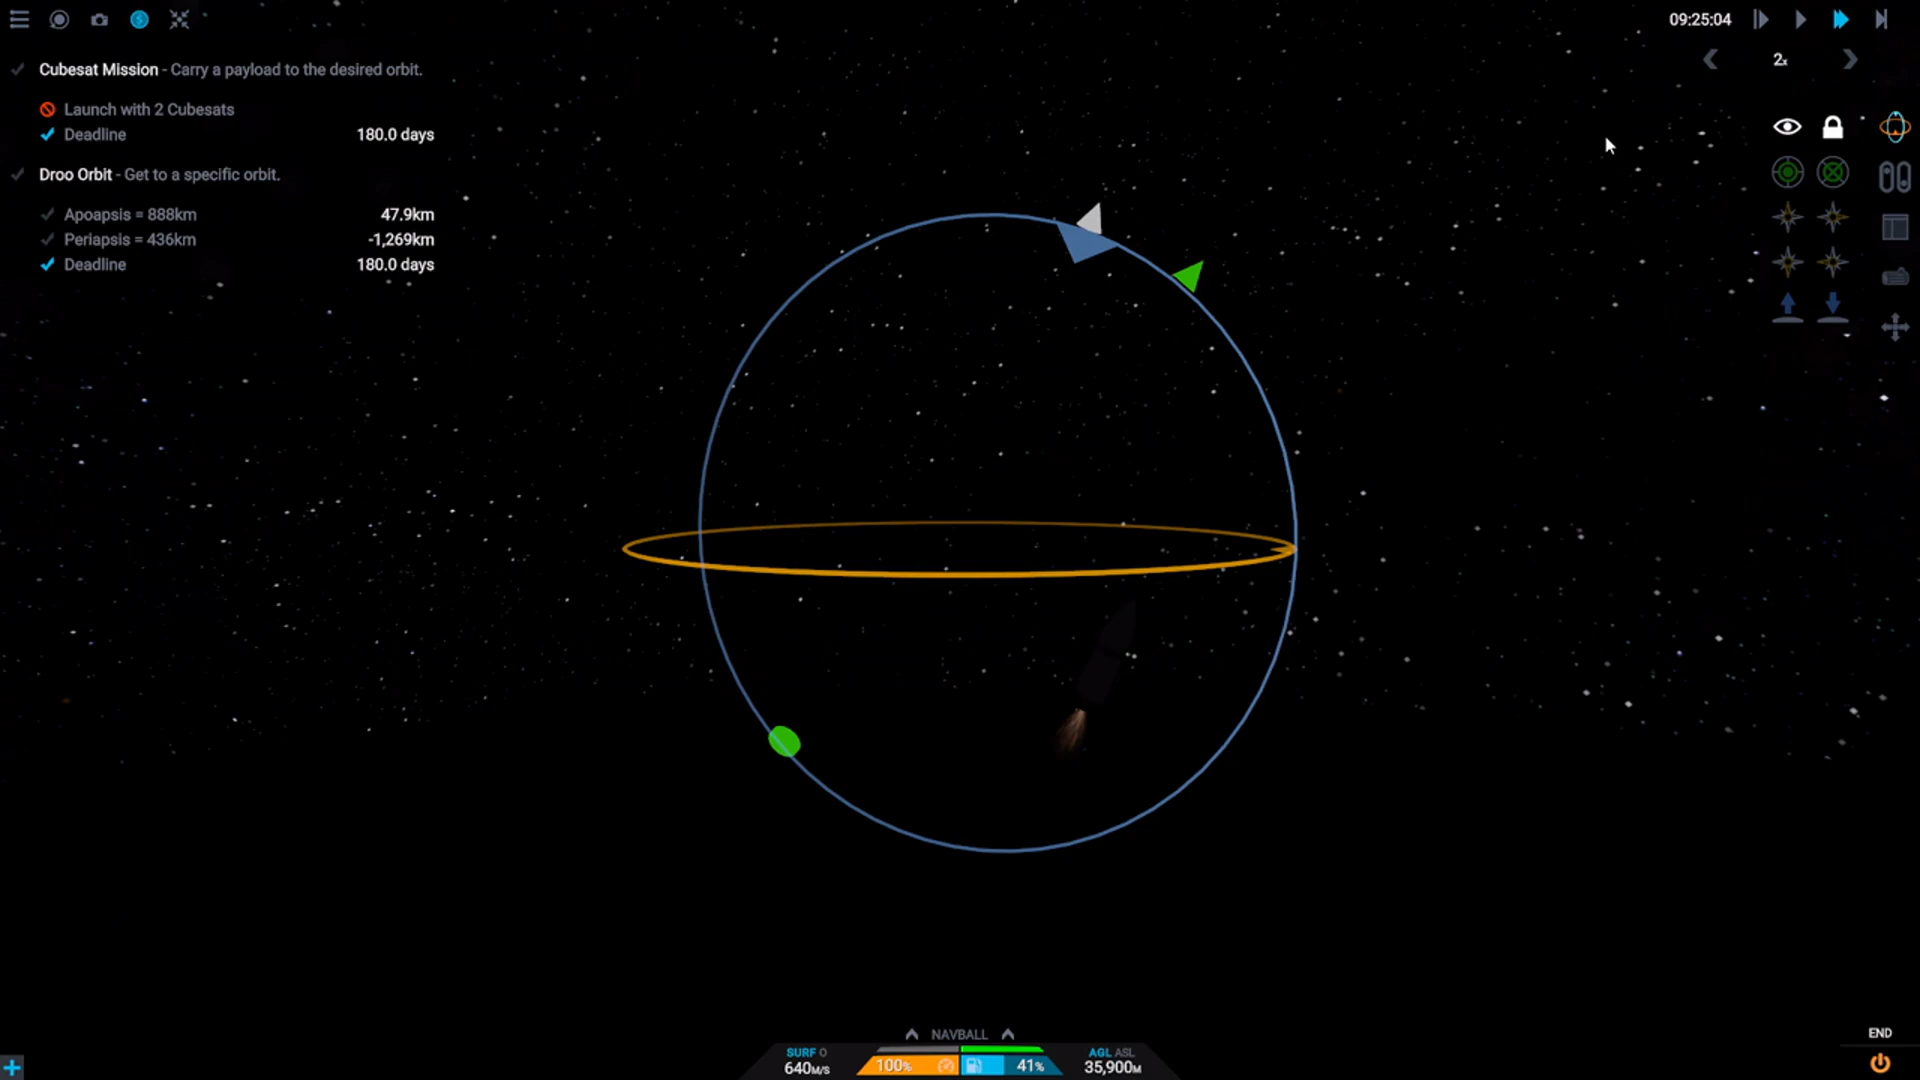 09:25:04
2x
Cubesat Mission - Carry a payload to the desired orbit.
Launch with 2 Cubesats
Deadline 180.0 days
Droo Orbit - Get to a specific orbit.
Apoapsis = 888km 47.9km
Periapsis = 436km -1,269km
Deadline 180.0 days
NAVBALL
SURF O
640M/S
100%
41%
AGL ASL
35,900M
END